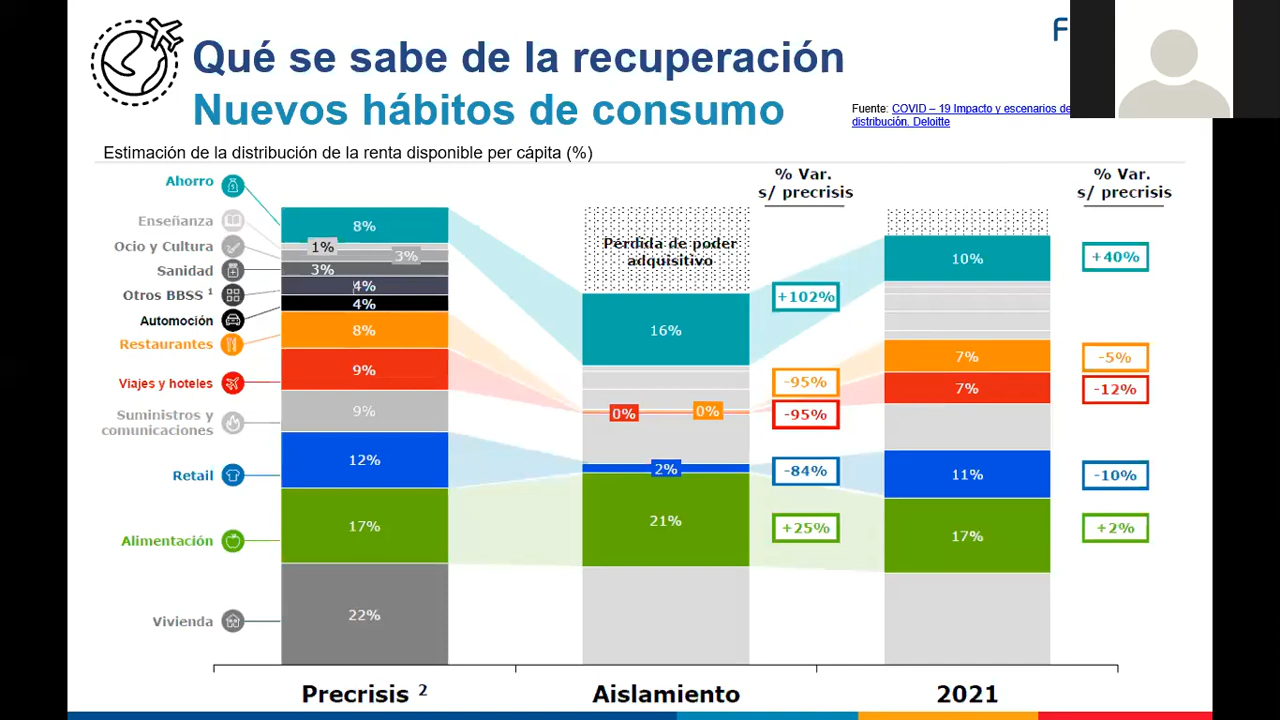 Qué se sabe de la recuperación
Nuevos hábitos de consumo
F
Fuente: COVID – 19 Impacto y escenarios de
distribución. Deloitte
Estimación de la distribución de la renta disponible per cápita (%)
% Var.
s/ precrisis
% Var.
s/ precrisis
Ahorro
Enseñanza
Ocio y Cultura
Sanidad
Otros BBSS 1
Automoción
Restaurantes
Viajes y hoteles
Suministros y
comunicaciones
Retail
Alimentación
Vivienda
8%
1%
3%
3%
4%
4%
8%
9%
9%
12%
17%
22%
Pérdida de poder
adquisitivo
16%
0%
0%
2%
21%
+102%
-95%
-95%
-84%
+25%
10%
7%
7%
11%
17%
+40%
-5%
-12%
-10%
+2%
Precrisis 2
Aislamiento
2021